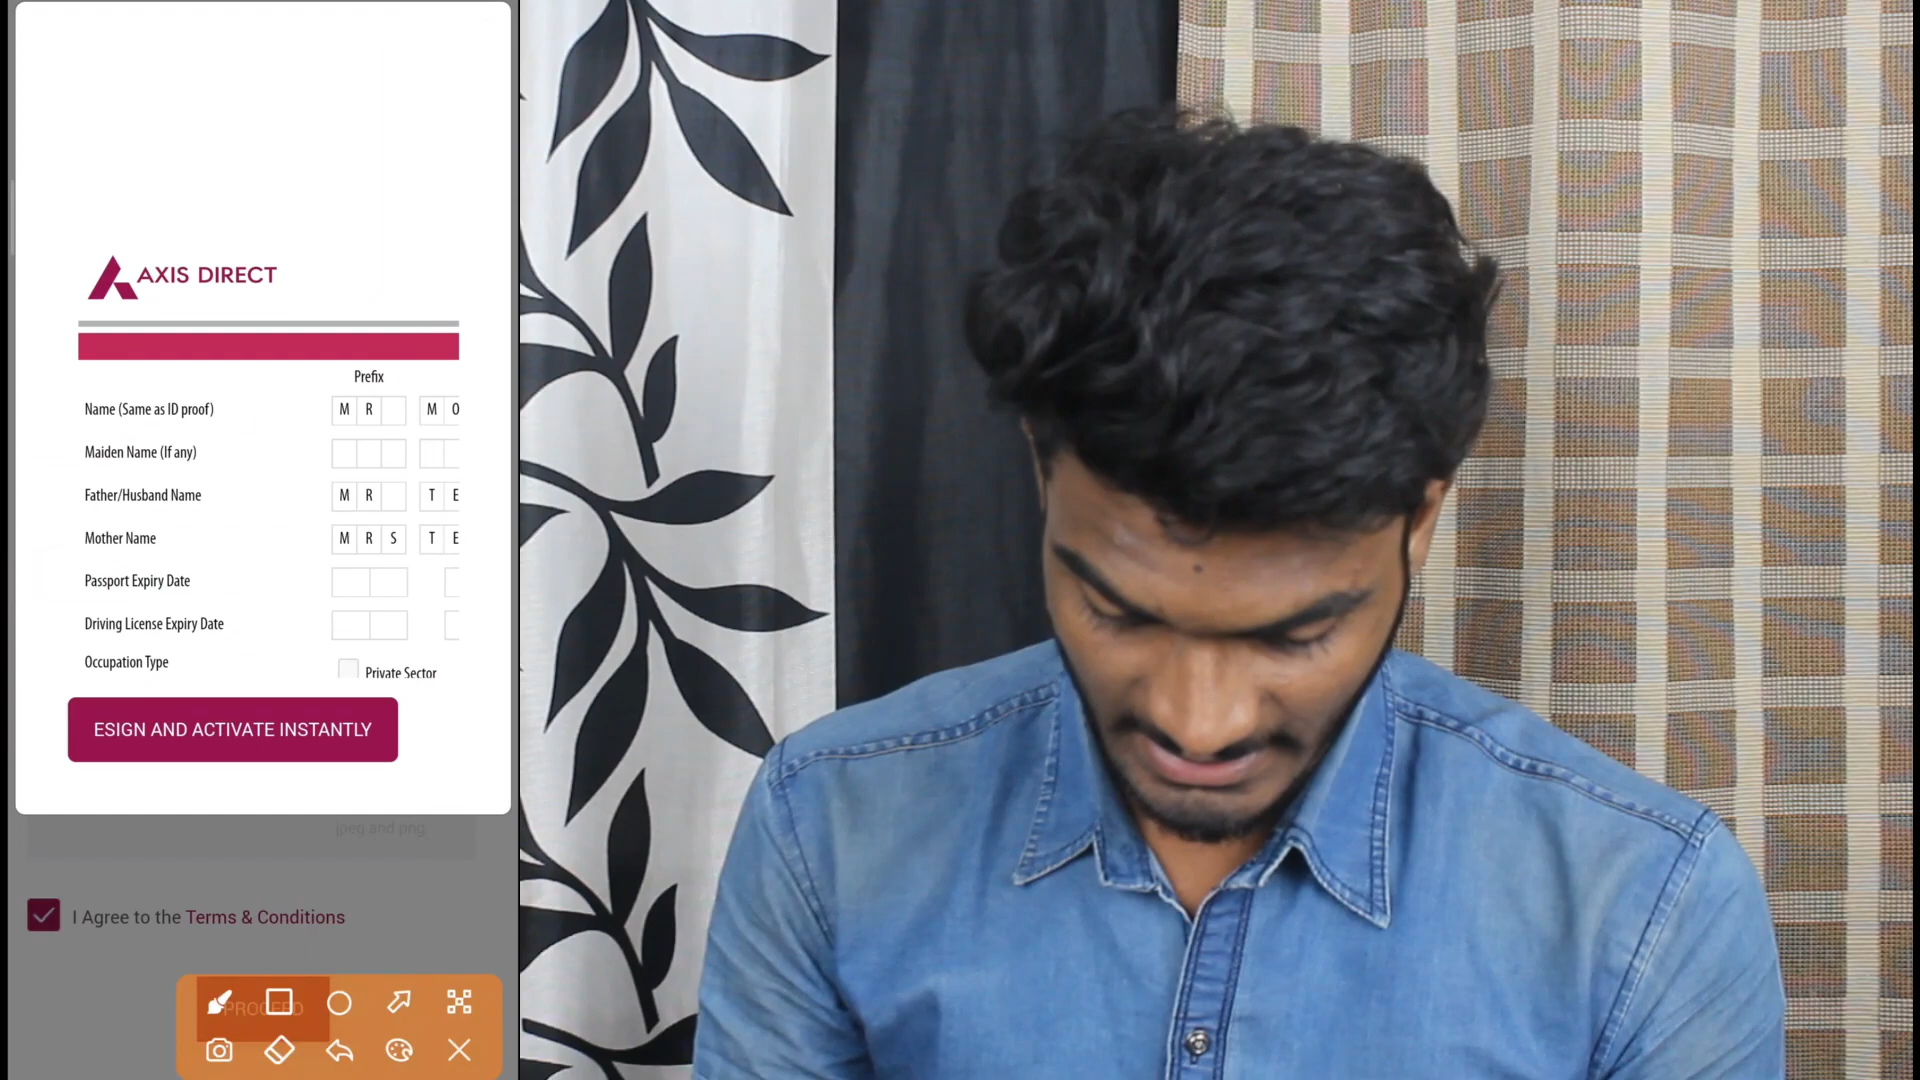 AXIS DIRECT
Prefix
Name (Same as ID proof) M R M O
Maiden Name (If any)
Father/Husband Name M R T E
Mother Name M R S T E
Passport Expiry Date
Driving License Expiry Date
Occupation Type Private Sector
ESIGN AND ACTIVATE INSTANTLY
jpeg and png.
I Agree to the Terms & Conditions
PROCEED